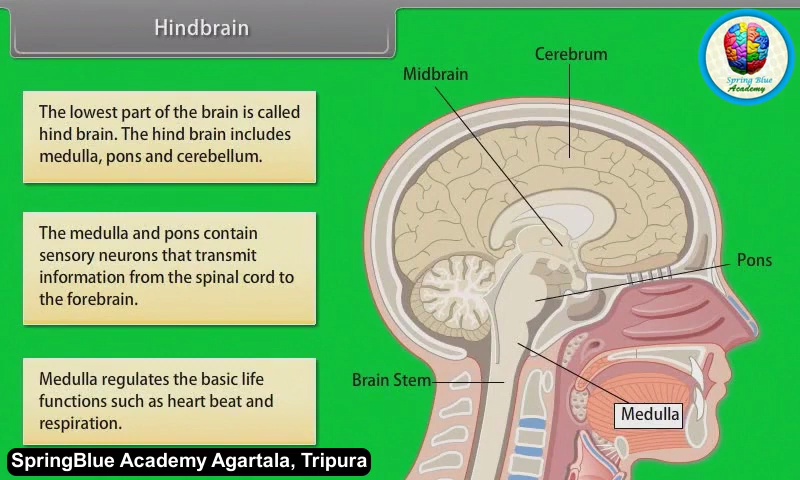 Hindbrain
Spring Blue
Academy
Cerebrum
Midbrain
The lowest part of the brain is called
hind brain. The hind brain includes
medulla, pons and cerebellum.
The medulla and pons contain
sensory neurons that transmit
information from the spinal cord to
the forebrain.
Pons
Medulla regulates the basic life
functions such as heart beat and
respiration.
Brain Stem
Medulla
SpringBlue Academy Agartala, Tripura